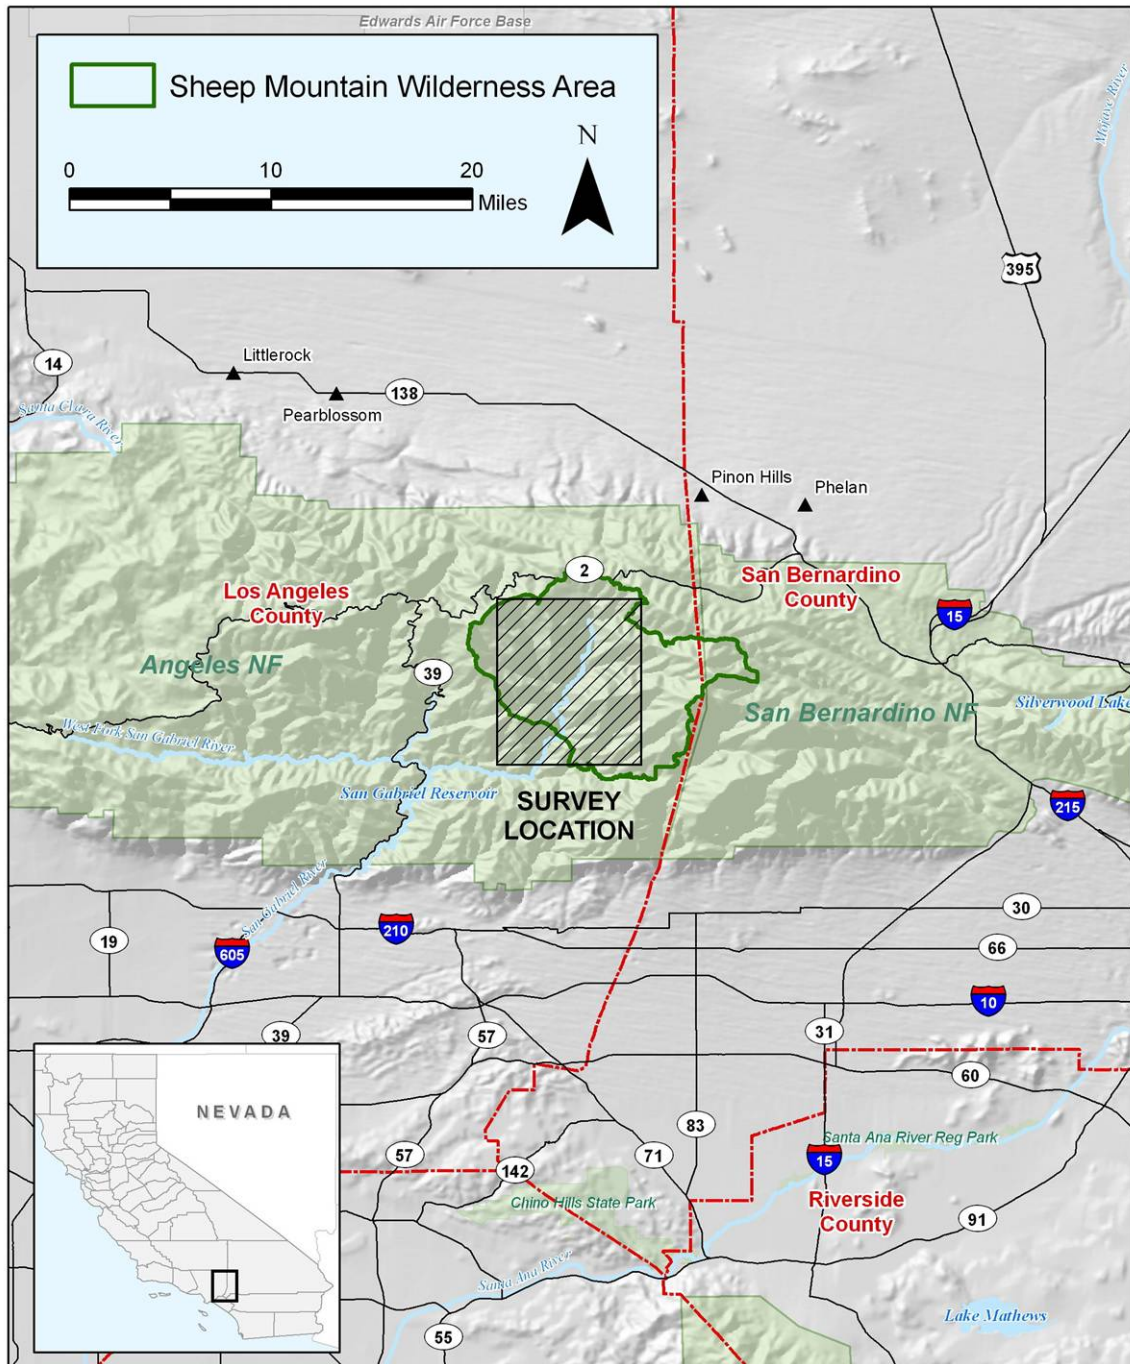 Edwards Air Force Base
Sheep Mountain Wilderness Area
N
0 10 20
Miles
Mojave River
395
14
Littlerock
Pearblossom
138
Santa Clara River
Pinon Hills
Phelan
2
Los Angeles
County
San Bernardino
County
15
Angeles NF
39
San Bernardino NF
Silverwood Lake
West Fork San Gabriel River
San Gabriel Reservoir
SURVEY
LOCATION
215
San Gabriel River
19
605
210
30
66
10
39
57
31
60
NEVADA
83
Santa Ana River Reg Park
57
142
71
15
Chino Hills State Park
Riverside
County
91
Santa Ana River
55
Lake Mathews